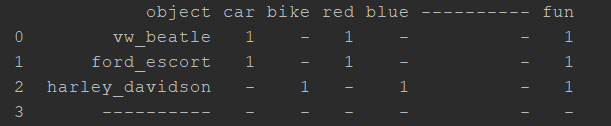 object car bike red blue ---------- fun
0 vw_beatle 1 - 1 - - 1
1 ford_escort 1 - 1 - - 1
2 harley_davidson - 1 - 1 - 1
3 ---------- - - - - - -